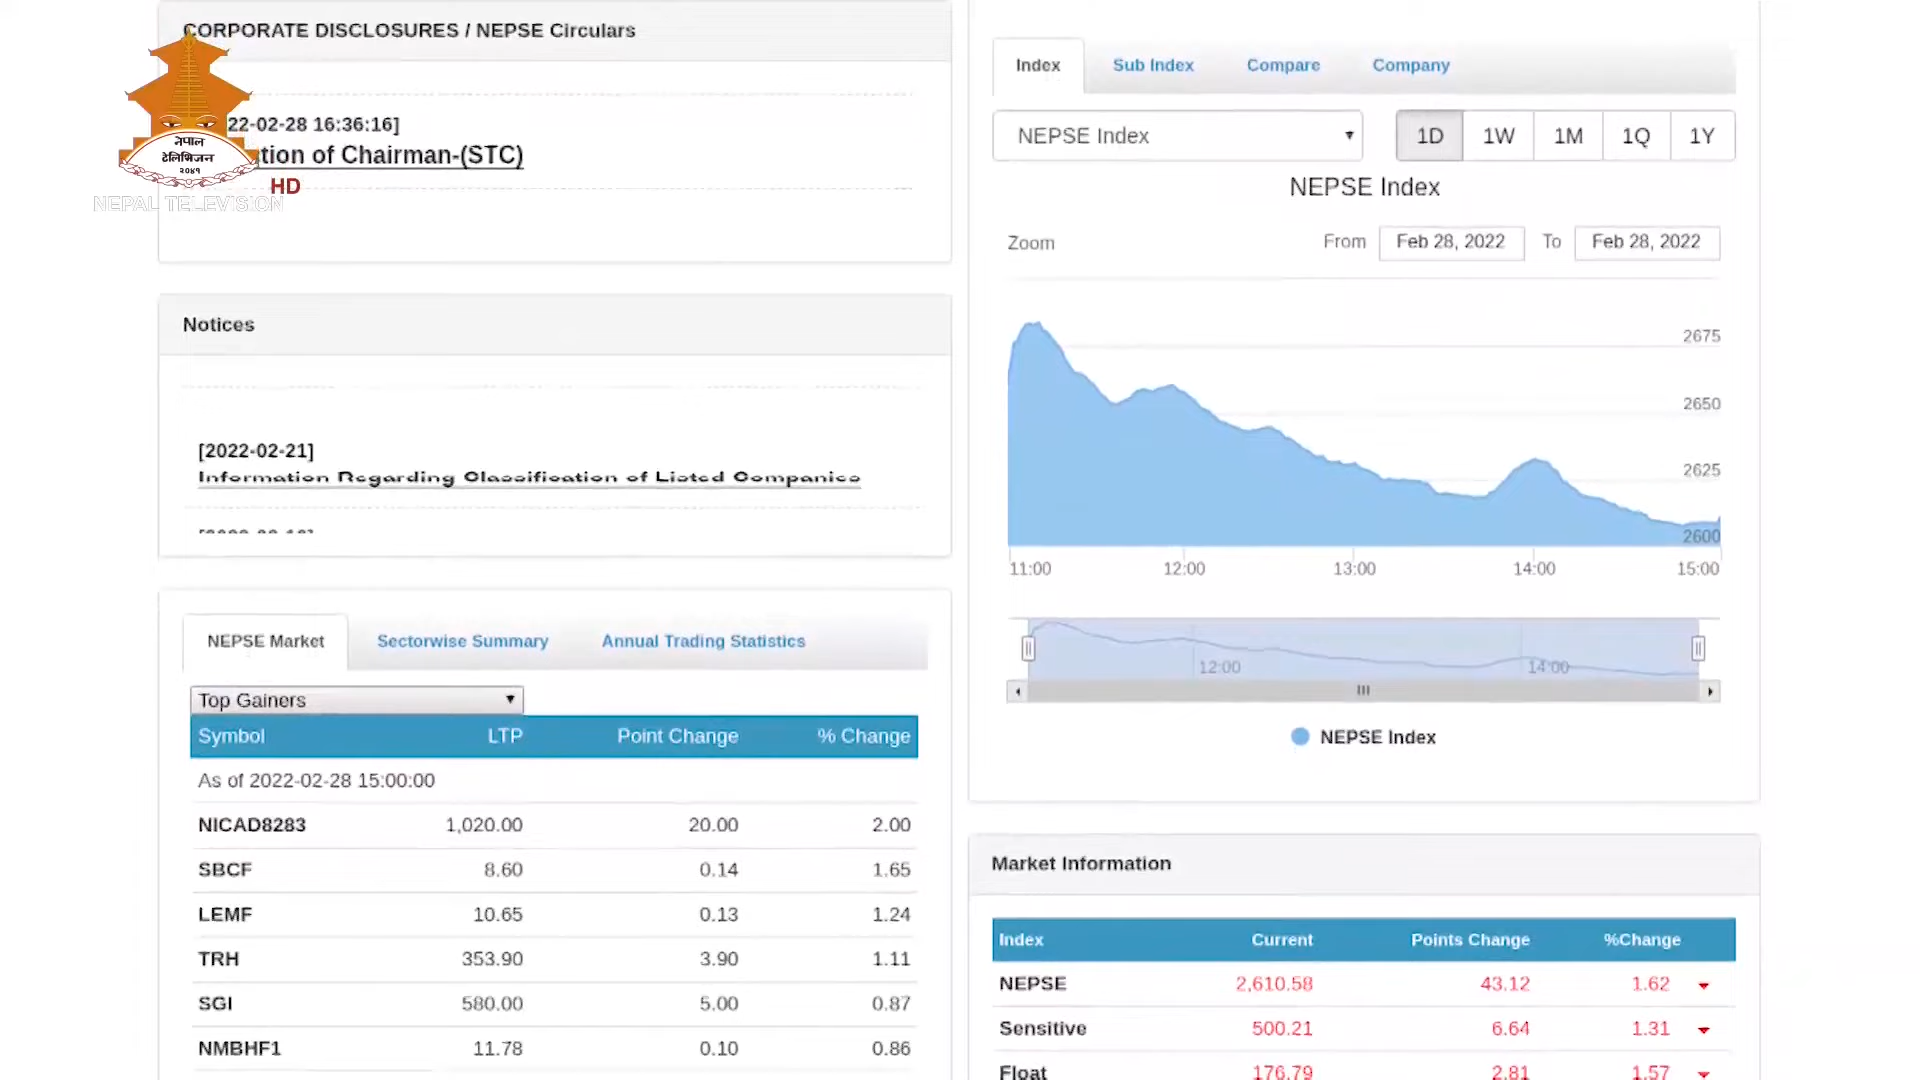 CORPORATE DISCLOSURES / NEPSE Circulars
22-02-28 16:36:16]
tion of Chairman-(STC)
नेपाल
टेलिभिजन
२०४१
HD
NEPAL TELEVISION
Notices
[2022-02-21]
Information Regarding Classification of Listed Companies
NEPSE Market Sectorwise Summary Annual Trading Statistics
Top Gainers
Symbol LTP Point Change % Change
As of 2022-02-28 15:00:00
NICAD8283 1,020.00 20.00 2.00
SBCF 8.60 0.14 1.65
LEMF 10.65 0.13 1.24
TRH 353.90 3.90 1.11
SGI 580.00 5.00 0.87
NMBHF1 11.78 0.10 0.86
Index Sub Index Compare Company
NEPSE Index 1D 1W 1M 1Q 1Y
NEPSE Index
Zoom From Feb 28, 2022 To Feb 28, 2022
2675
2650
2625
2600
11:00 12:00 13:00 14:00 15:00
12:00 14:00
NEPSE Index
Market Information
Index Current Points Change %Change
NEPSE 2,610.58 43.12 1.62
Sensitive 500.21 6.64 1.31
Float 176.79 2.81 1.57